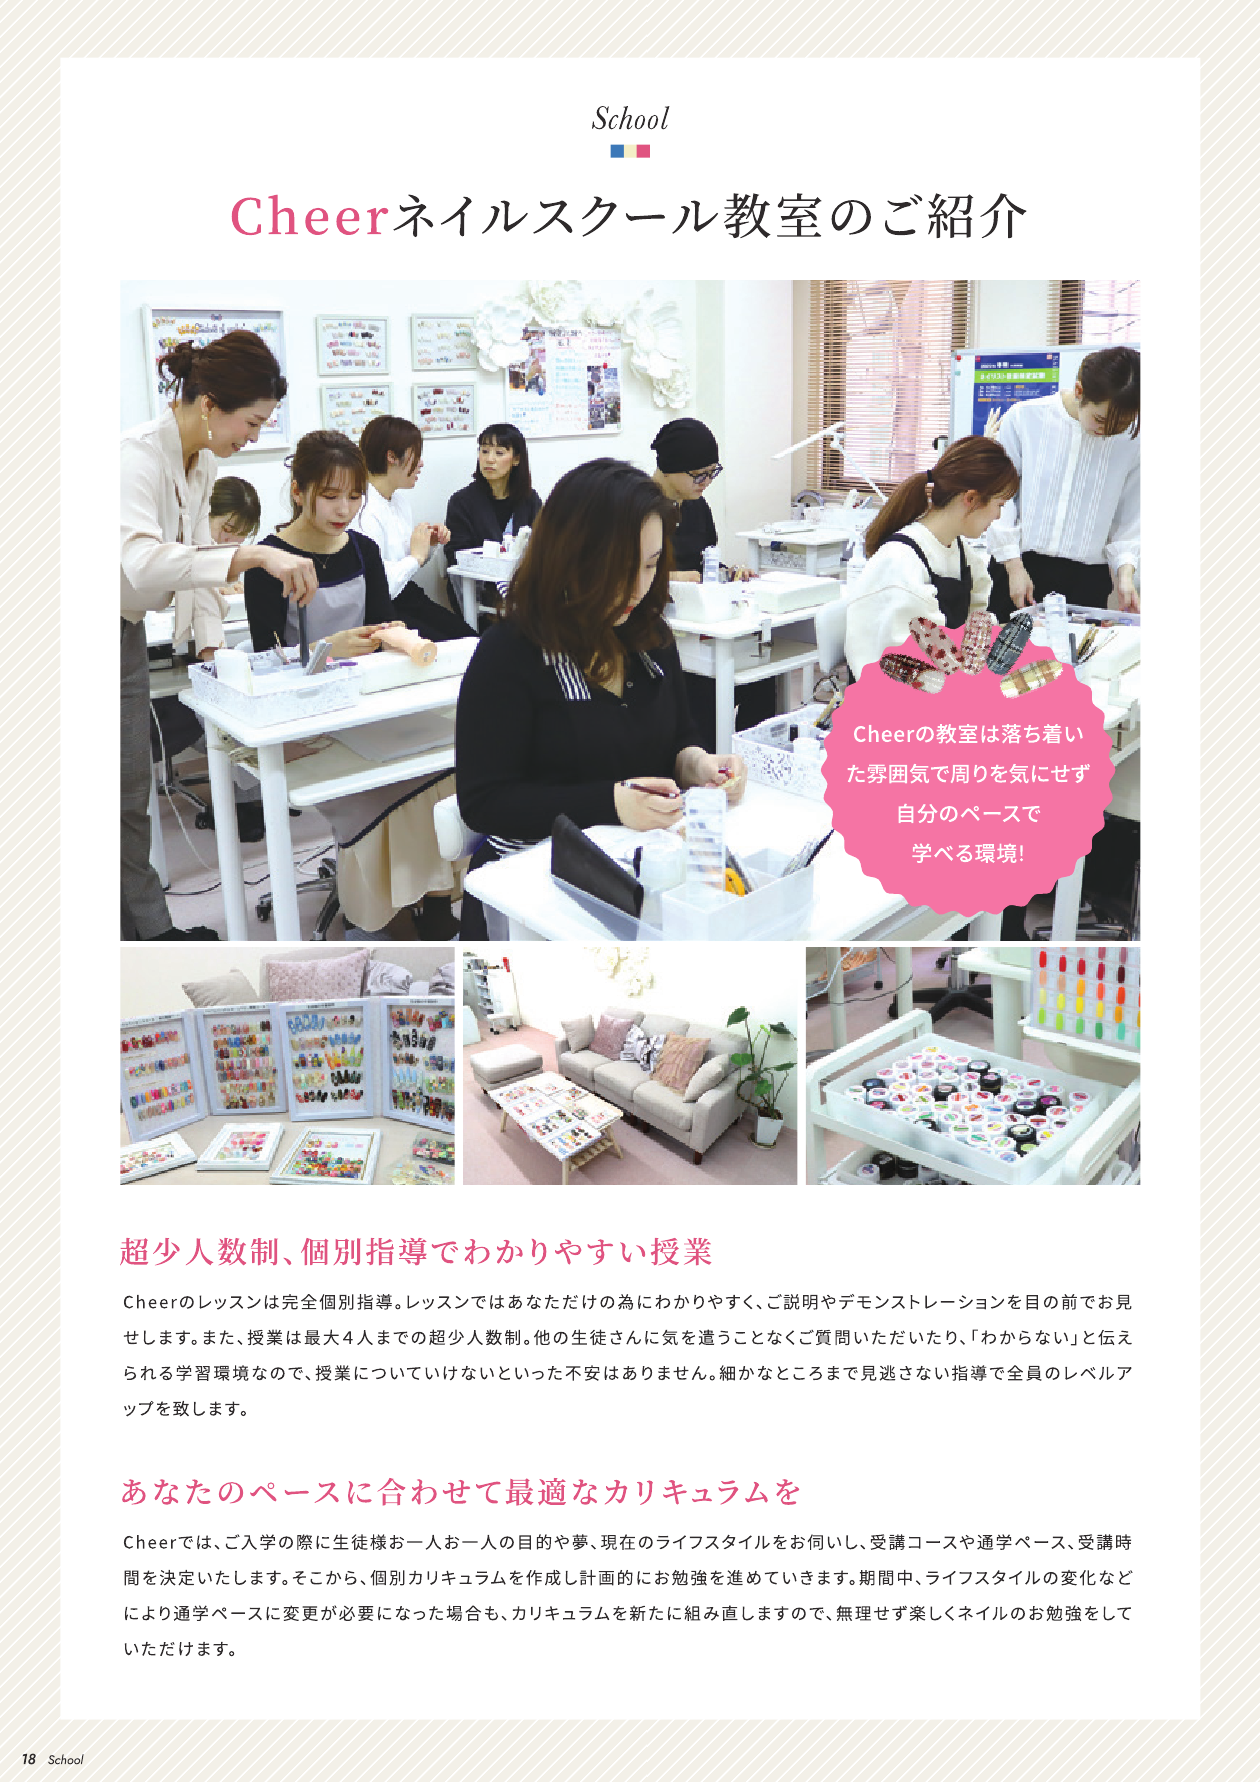 School
Cheerネイルスクール教室のご紹介
ネイリスト技能検定試験
Cheerの教室は落ち着い
た雰囲気で周りを気にせず
自分のペースで
学べる環境!
超少人数制、個別指導でわかりやすい授業
Cheerのレッスンは完全個別指導。レッスンではあなただけの為にわかりやすく、ご説明やデモンストレーションを目の前でお見
せします。また、授業は最大4人までの超少人数制。他の生徒さんに気を遣うことなくご質問いただいたり、「わからない」と伝え
られる学習環境なので、授業についていけないといった不安はありません。細かなところまで見逃さない指導で全員のレベルア
ップを致します。
あなたのペースに合わせて最適なカリキュラムを
Cheerでは、ご入学の際に生徒様お一人お一人の目的や夢、現在のライフスタイルをお伺いし、受講コースや通学ペース、受講時
間を決定いたします。そこから、個別カリキュラムを作成し計画的にお勉強を進めていきます。期間中、ライフスタイルの変化など
により通学ペースに変更が必要になった場合も、カリキュラムを新たに組み直しますので、無理せず楽しくネイルのお勉強をして
いただけます。
18 School